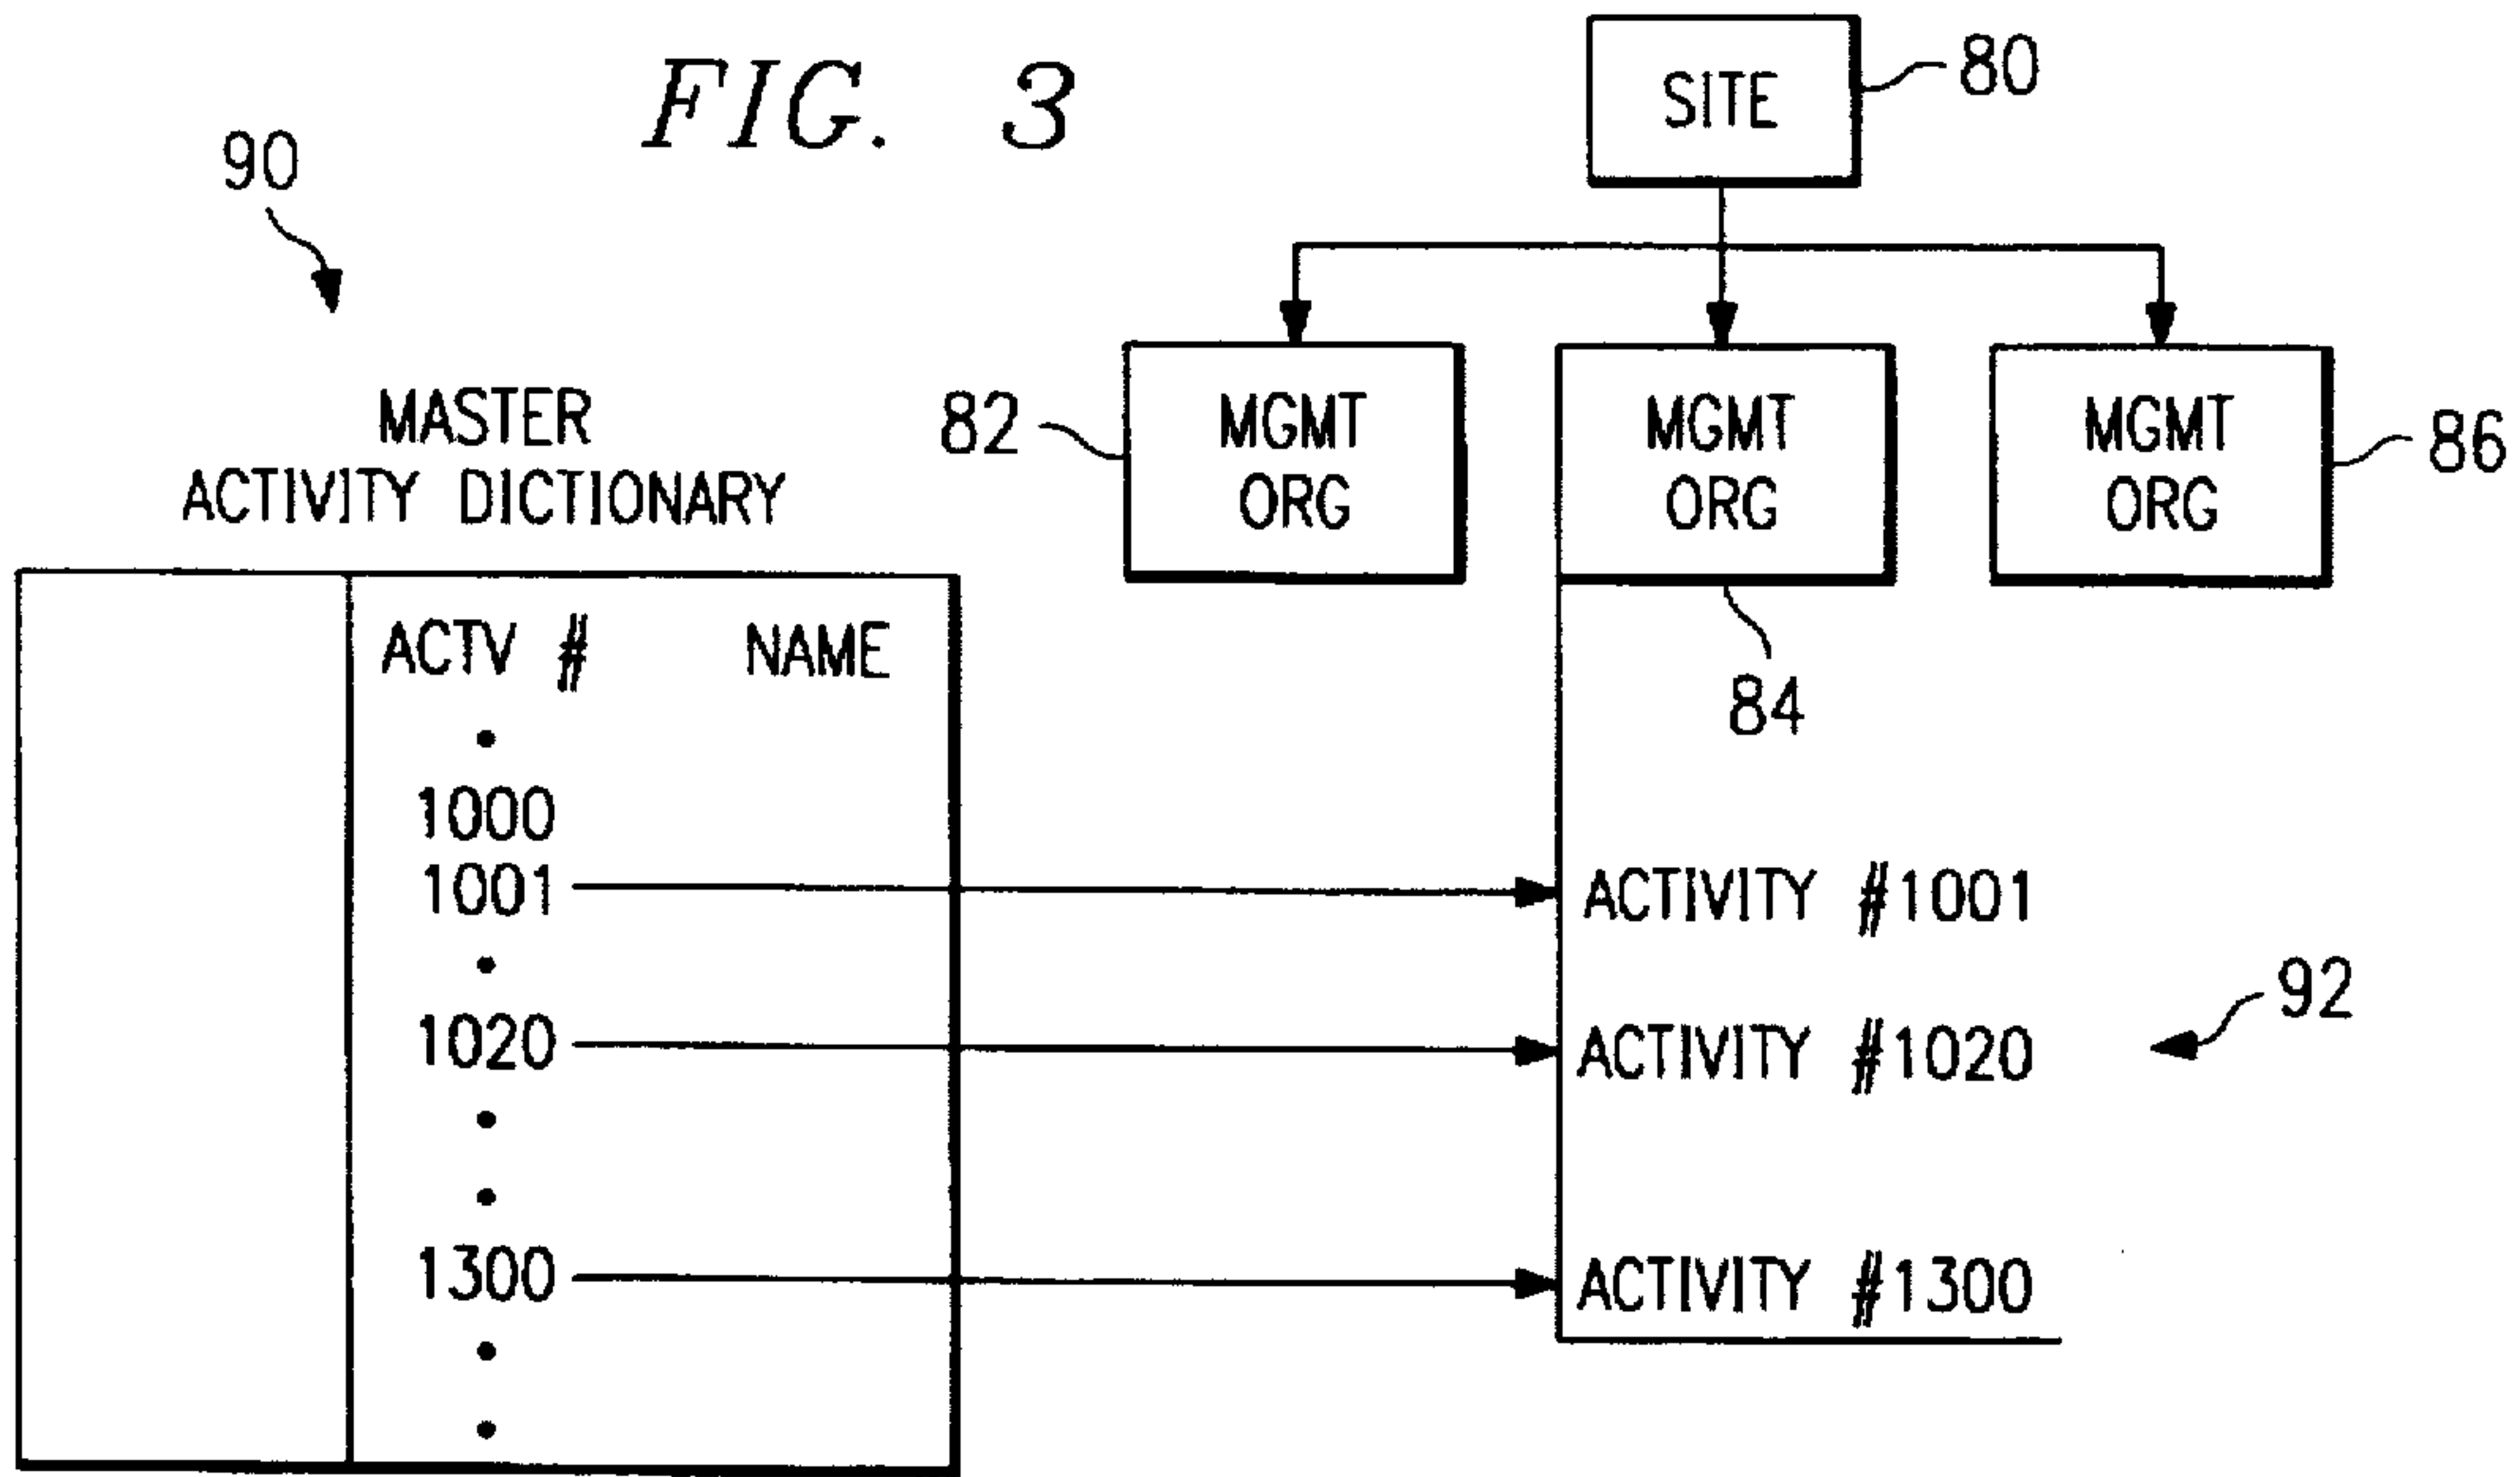 FIG. 3
SITE
80
90
MASTER
ACTIVITY DICTIONARY
82
MGMT
ORG
MGMT
ORG
MGMT
ORG
86
84
ACTV # NAME
1000
1001
1020
1300
ACTIVITY #1001
ACTIVITY #1020
92
ACTIVITY #1300